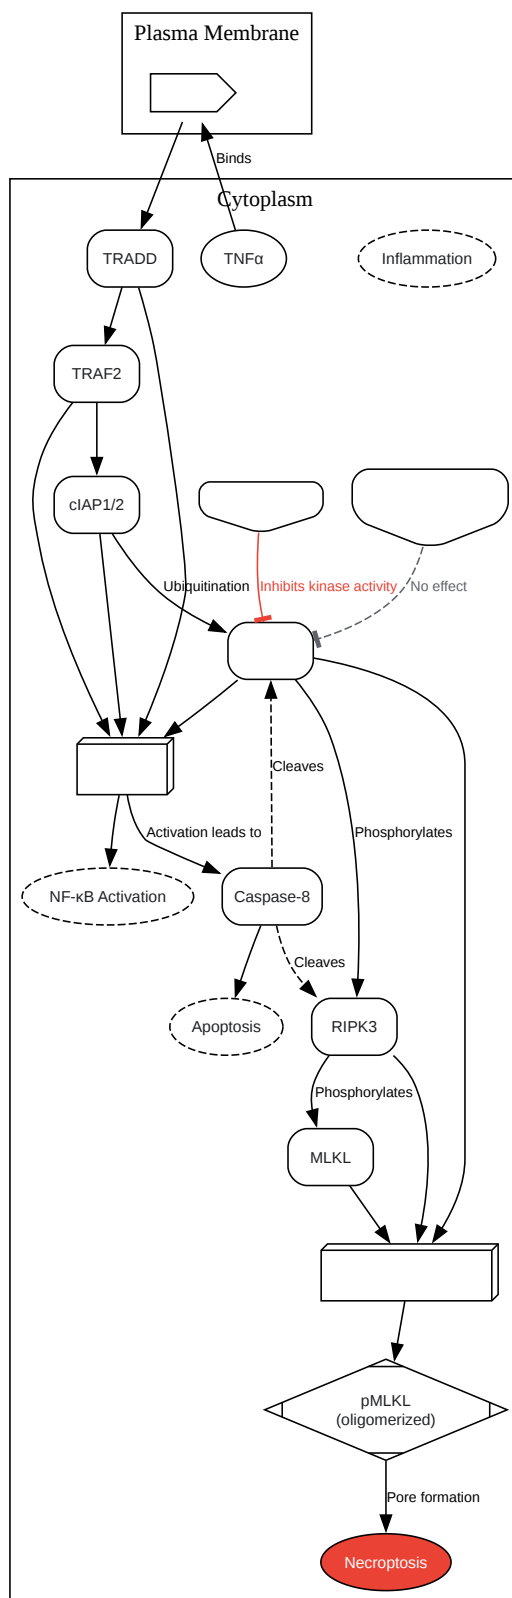 Plasma Membrane
Binds
Cytoplasm
TRADD
TNFα
Inflammation
TRAF2
cIAP1/2
Ubiquitination
Inhibits kinase activity
No effect
Cleaves
Activation leads to
Phosphorylates
NF-κB Activation
Caspase-8
Cleaves
Apoptosis
RIPK3
Phosphorylates
MLKL
pMLKL
(oligomerized)
Pore formation
Necroptosis